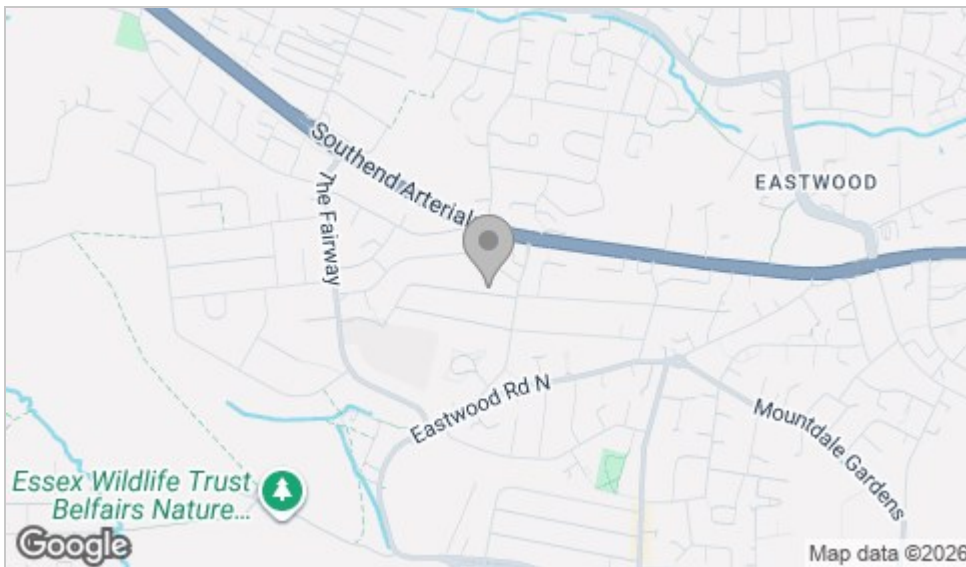 Southend Arterial
EASTWOOD
The Fairway
Eastwood Rd N
Mountdale Gardens
Essex Wildlife Trust
Belfairs Nature...
Google
Map data ©2026